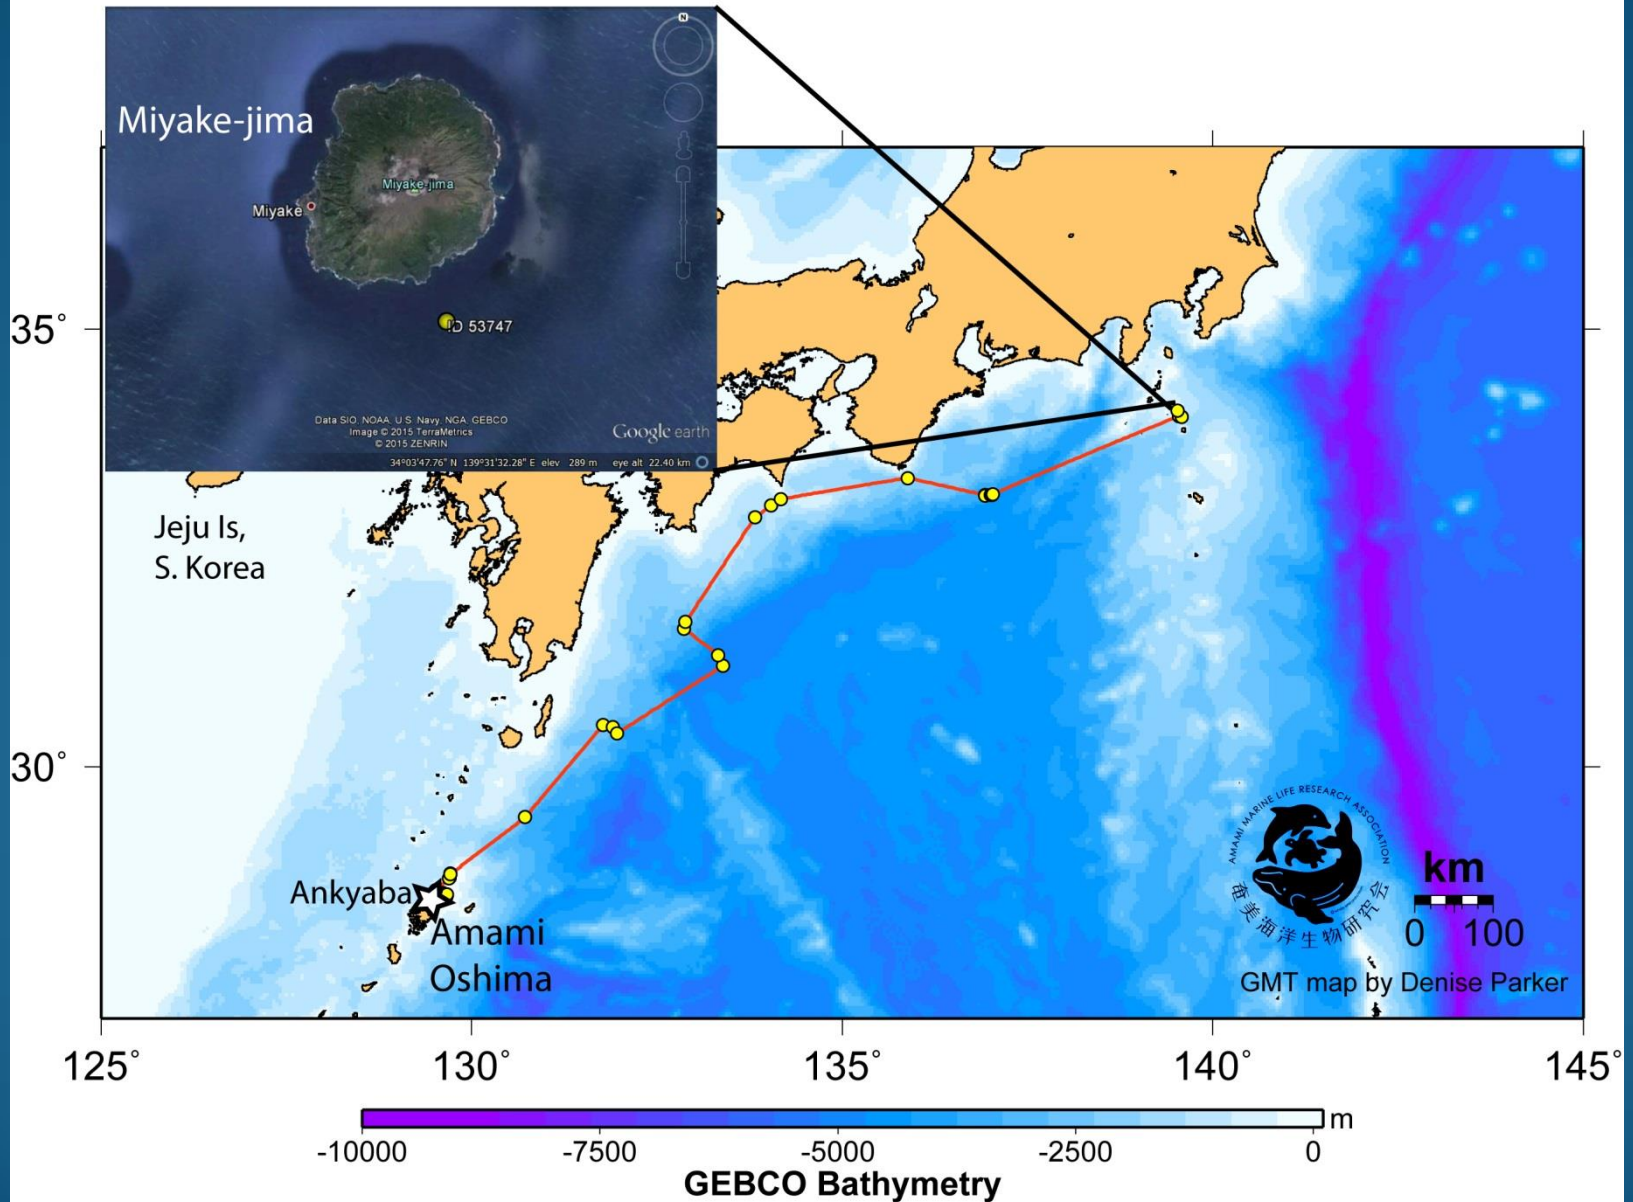 N
Miyake-jima
Miyake-jima
Miyake
ID 53747
Data SIO, NOAA, U.S. Navy, NGA, GEBCO
Image © 2015 TerraMetrics
© 2015 ZENRIN
Google earth
34°03'47.76" N 139°31'32.28" E elev 289 m eye alt 22.40 km
35°
Jeju Is,
S. Korea
30°
Ankyaba
Amami
Oshima
AMAMI MARINE LIFE RESEARCH ASSOCIATION
奄美海洋生物研究会
km
0 100
GMT map by Denise Parker
125° 130° 135° 140° 145°
m
-10000 -7500 -5000 -2500 0
GEBCO Bathymetry